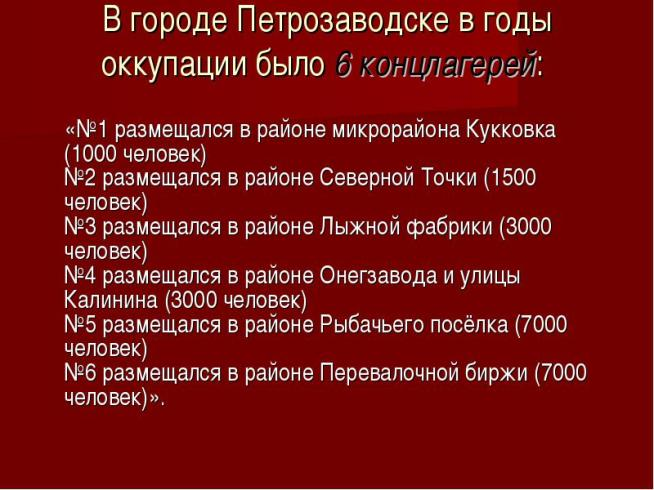 В городе Петрозаводске в годы
оккупации было 6 концлагерей:
«№1 размещался в районе микрорайона Кукковка
(1000 человек)
№2 размещался в районе Северной Точки (1500
человек)
№3 размещался в районе Лыжной фабрики (3000
человек)
№4 размещался в районе Онегзавода и улицы
Калинина (3000 человек)
№5 размещался в районе Рыбачьего посёлка (7000
человек)
№6 размещался в районе Перевалочной биржи (7000
человек)».